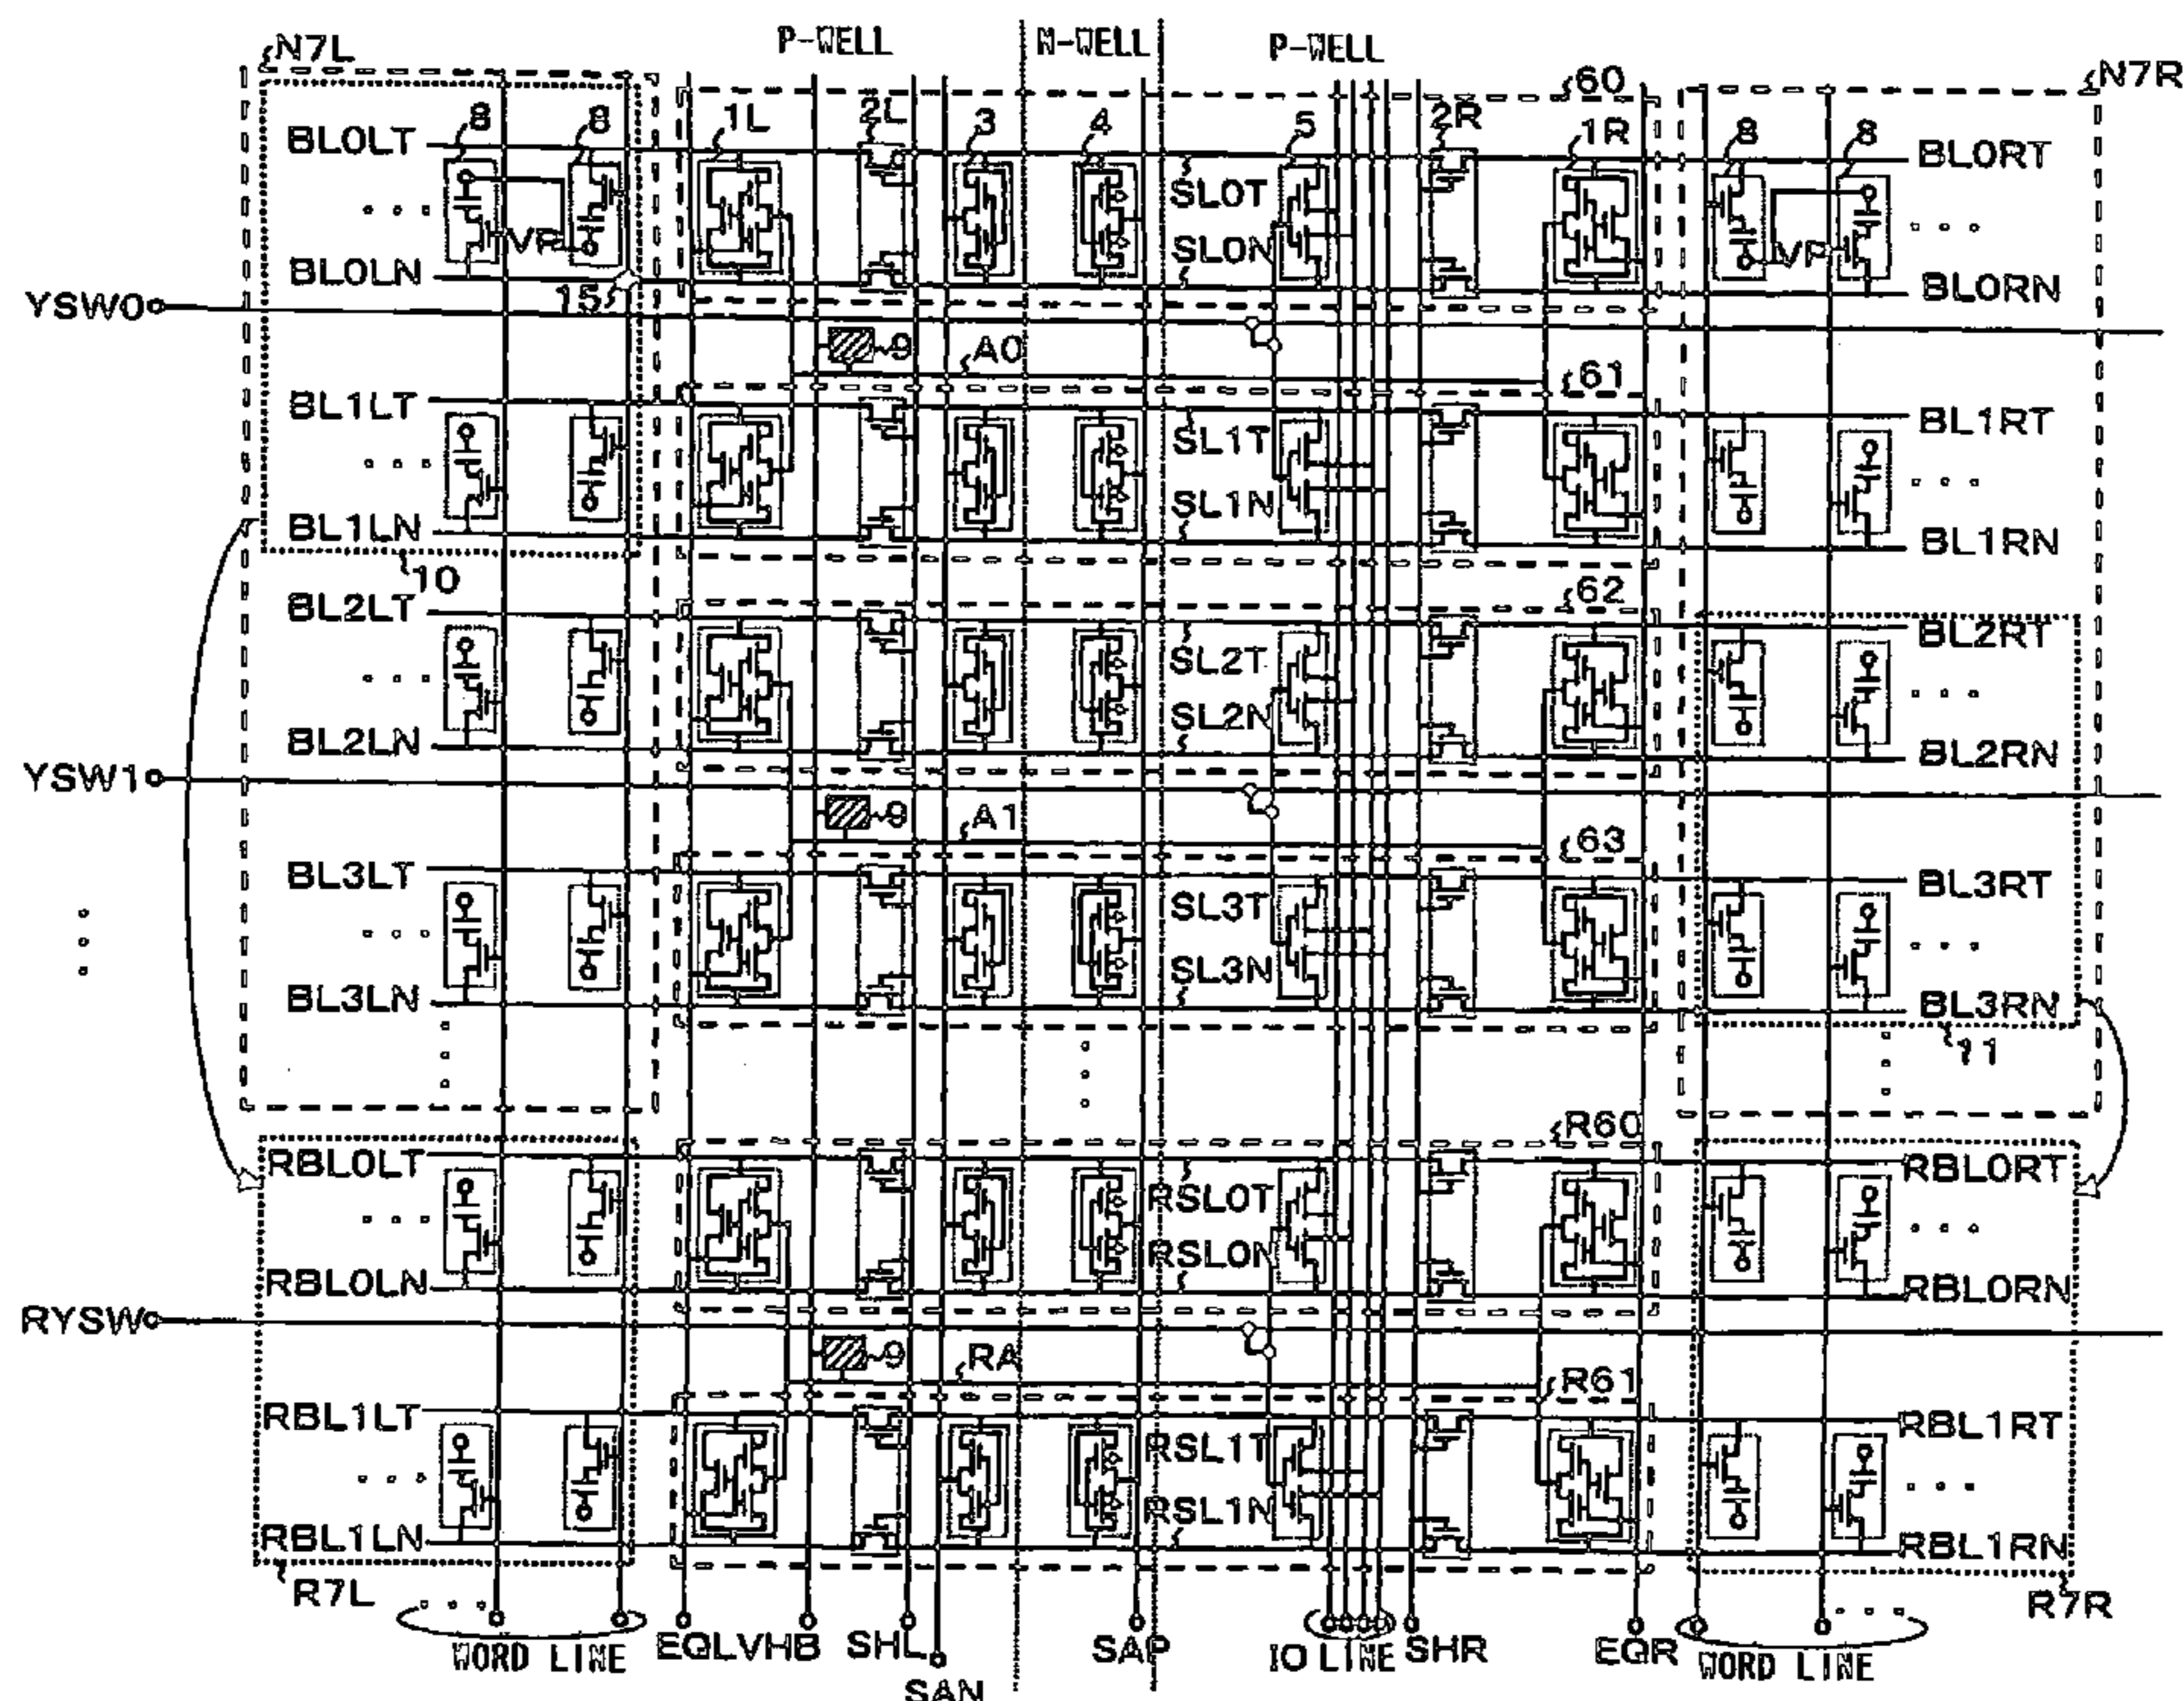 N7L P-WELL N-WELL P-WELL N7R
60
8 8 1L 2L 3 4 5 2R 1R 8 8
BL0LT BL0RT
SL0T
VP SL0N VP
BL0LN BL0RN
15
YSW0
9 A0
61
BL1LT BL1RT
SL1T
SL1N
BL1LN BL1RN
10
62
BL2LT BL2RT
SL2T
SL2N
BL2LN BL2RN
YSW1
9 A1
63
BL3LT BL3RT
SL3T
SL3N
BL3LN BL3RN
11
R60
RBL0LT RBL0RT
RSL0T
RSL0N
RBL0LN RBL0RN
RYSW
9 RA
R61
RBL1LT RBL1RT
RSL1T
RSL1N
RBL1LN RBL1RN
R7L R7R
WORD LINE EQL VHB SHL SAP IO LINE SHR EQR WORD LINE
SAN